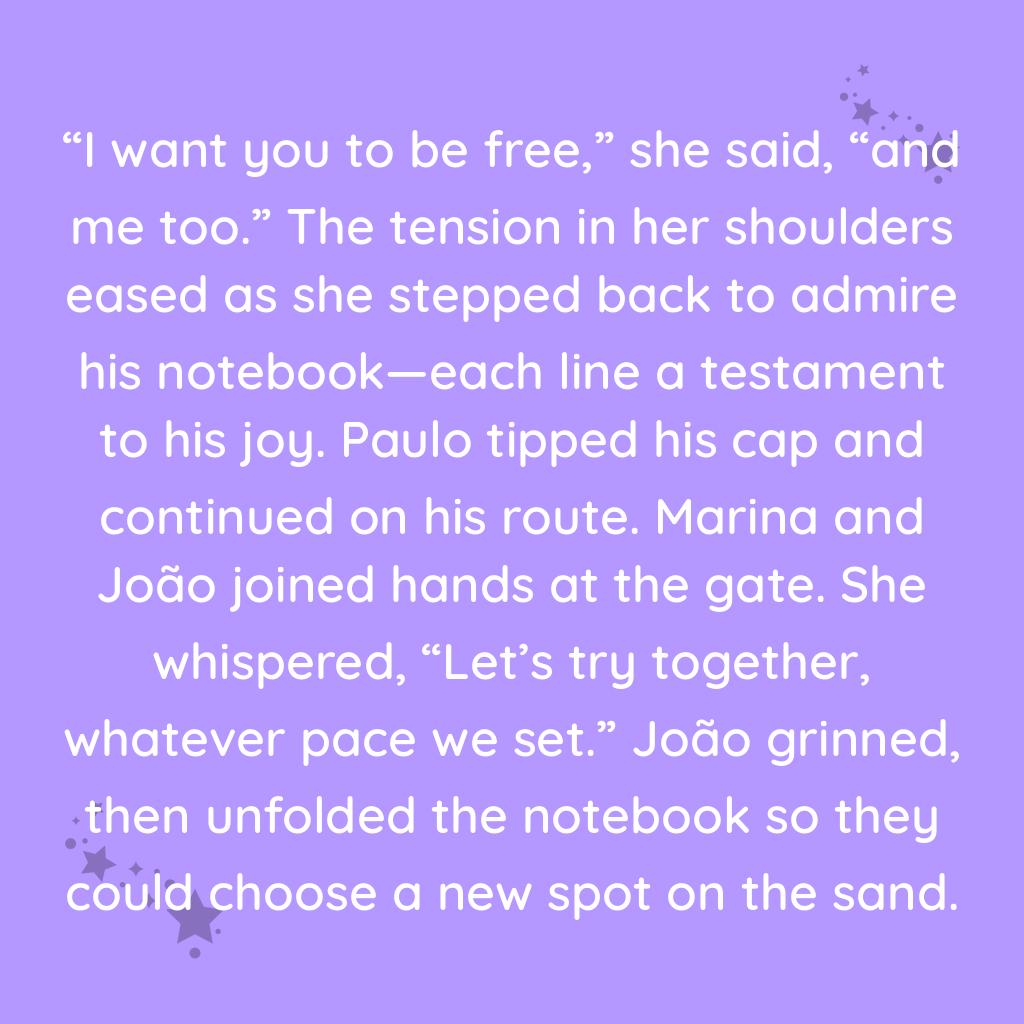 “I want you to be free,” she said, “and
me too.” The tension in her shoulders
eased as she stepped back to admire
his notebook—each line a testament
to his joy. Paulo tipped his cap and
continued on his route. Marina and
João joined hands at the gate. She
whispered, “Let’s try together,
whatever pace we set.” João grinned,
then unfolded the notebook so they
could choose a new spot on the sand.